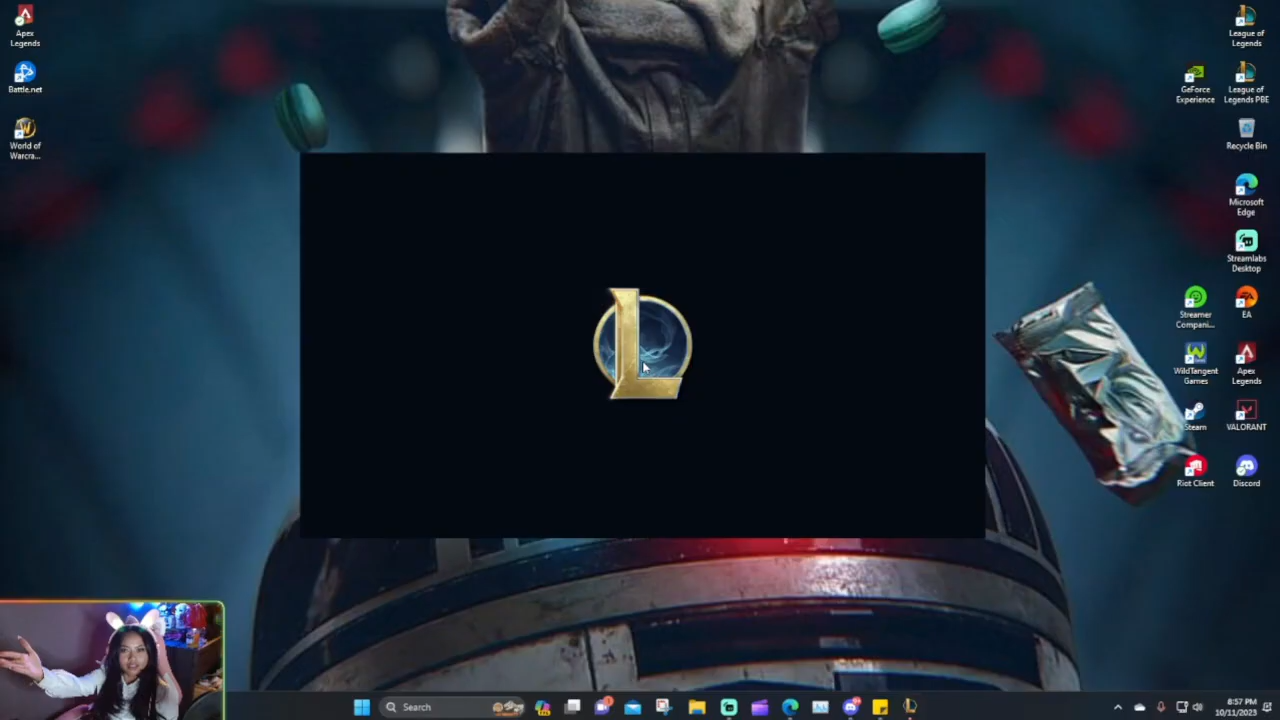 Apex
Legends
Battle.net
World of
Warcra...
League of
Legends
GeForce
Experience
League of
Legends PBE
Recycle Bin
Microsoft
Edge
Streamlabs
Desktop
Streamer
Compani...
EA
WildTangent
Games
Apex
Legends
Steam
VALORANT
Riot Client
Discord
L
Search
8:57 PM
10/11/2023